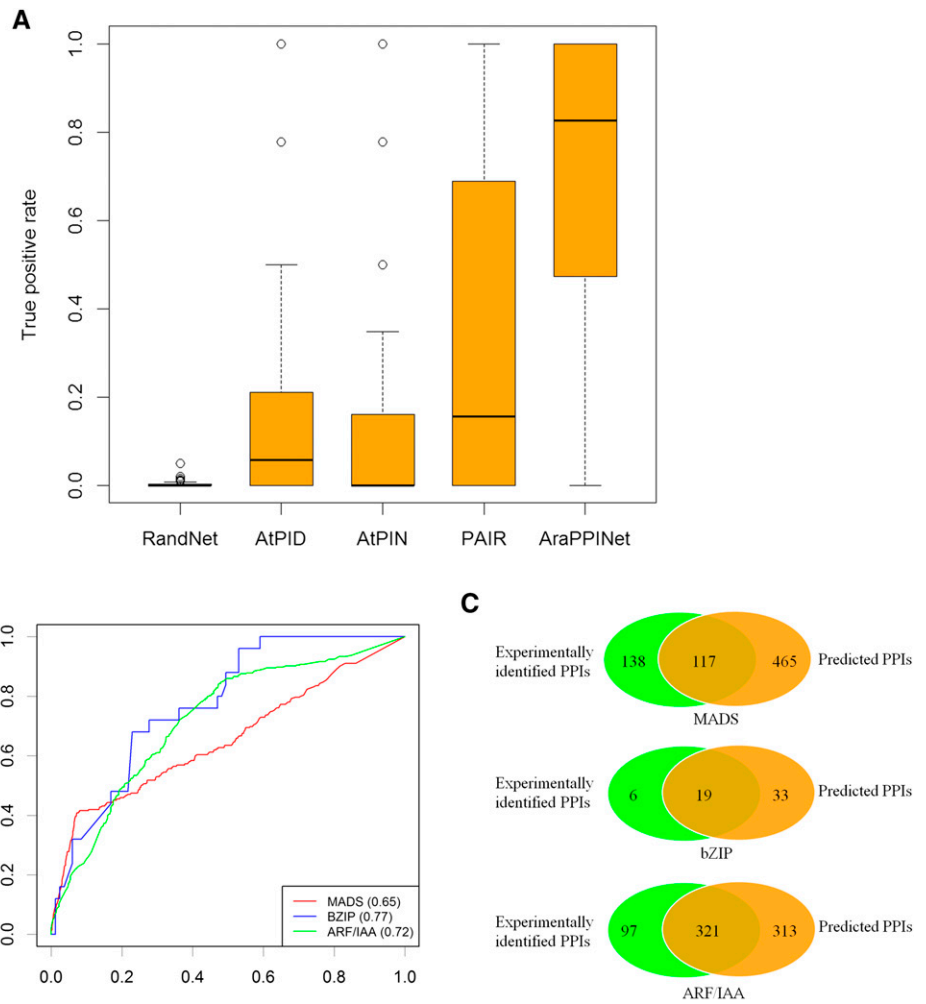 A
True positive rate
1.0
0.8
0.6
0.4
0.2
0.0
RandNet AtPID AtPIN PAIR AraPPINet
1.0
0.8
0.6
0.4
0.2
0.0
MADS (0.65)
BZIP (0.77)
ARF/IAA (0.72)
0.0 0.2 0.4 0.6 0.8 1.0
C
Experimentally
identified PPIs
138 117 465 Predicted PPIs
MADS
Experimentally
identified PPIs
6 19 33 Predicted PPIs
bZIP
Experimentally
identified PPIs
97 321 313 Predicted PPIs
ARF/IAA